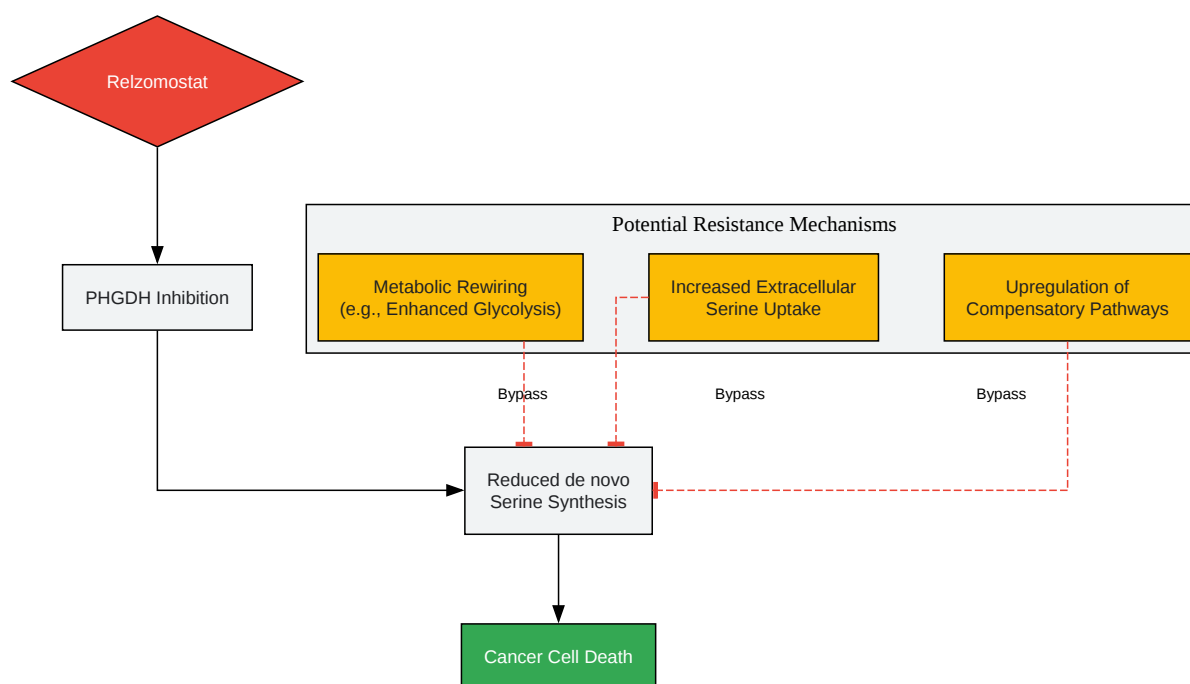 Relzomostat
Potential Resistance Mechanisms
PHGDH Inhibition
Metabolic Rewiring
(e.g., Enhanced Glycolysis)
Increased Extracellular
Serine Uptake
Upregulation of
Compensatory Pathways
Bypass
Bypass
Bypass
Reduced de novo
Serine Synthesis
Cancer Cell Death